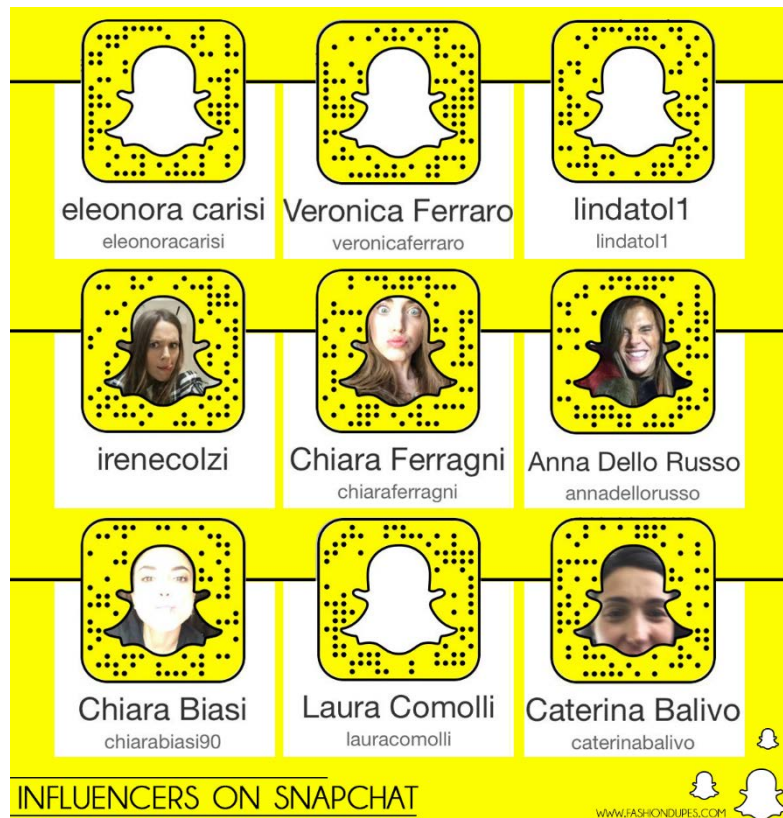 eleonora carisi
eleonoracarisi
Veronica Ferraro
veronicaferraro
lindatol1
lindatol1
irenecolzi
Chiara Ferragni
chiaraferragni
Anna Dello Russo
annadellorusso
Chiara Biasi
chiarabiasi90
Laura Comolli
lauracomolli
Caterina Balivo
caterinabalivo
INFLUENCERS ON SNAPCHAT
WWW.FASHIONDUPES.COM